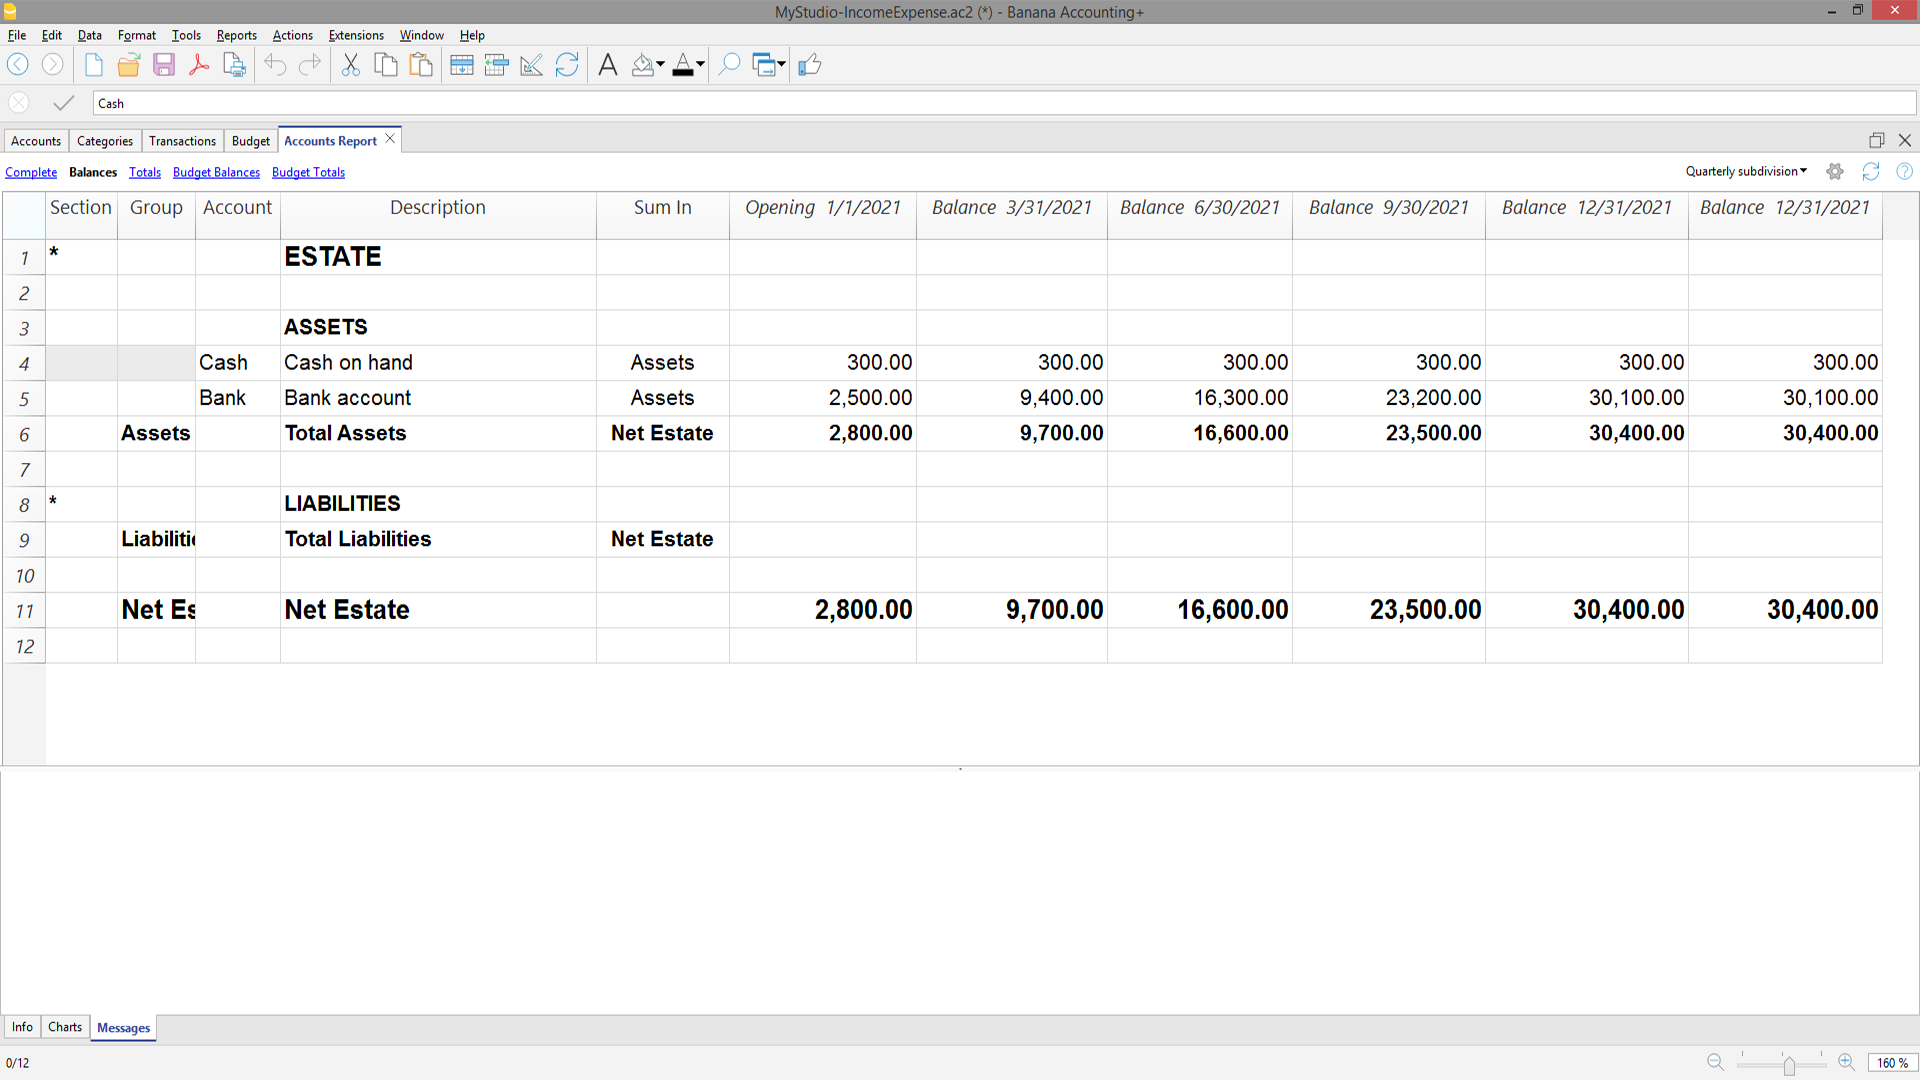 MyStudio-IncomeExpense.ac2 (*) - Banana Accounting+
File Edit Data Format Tools Reports Actions Extensions Window Help
Cash
Accounts Categories Transactions Budget Accounts Report
Complete Balances Totals Budget Balances Budget Totals Quarterly subdivision
Section Group Account Description Sum In Opening 1/1/2021 Balance 3/31/2021 Balance 6/30/2021 Balance 9/30/2021 Balance 12/31/2021 Balance 12/31/2021
1 * ESTATE
2
3 ASSETS
4 Cash Cash on hand Assets 300.00 300.00 300.00 300.00 300.00 300.00
5 Bank Bank account Assets 2,500.00 9,400.00 16,300.00 23,200.00 30,100.00 30,100.00
6 Assets Total Assets Net Estate 2,800.00 9,700.00 16,600.00 23,500.00 30,400.00 30,400.00
7
8 * LIABILITIES
9 Liabilitie Total Liabilities Net Estate
10
11 Net Es Net Estate 2,800.00 9,700.00 16,600.00 23,500.00 30,400.00 30,400.00
12
Info Charts Messages
0/12 160 %